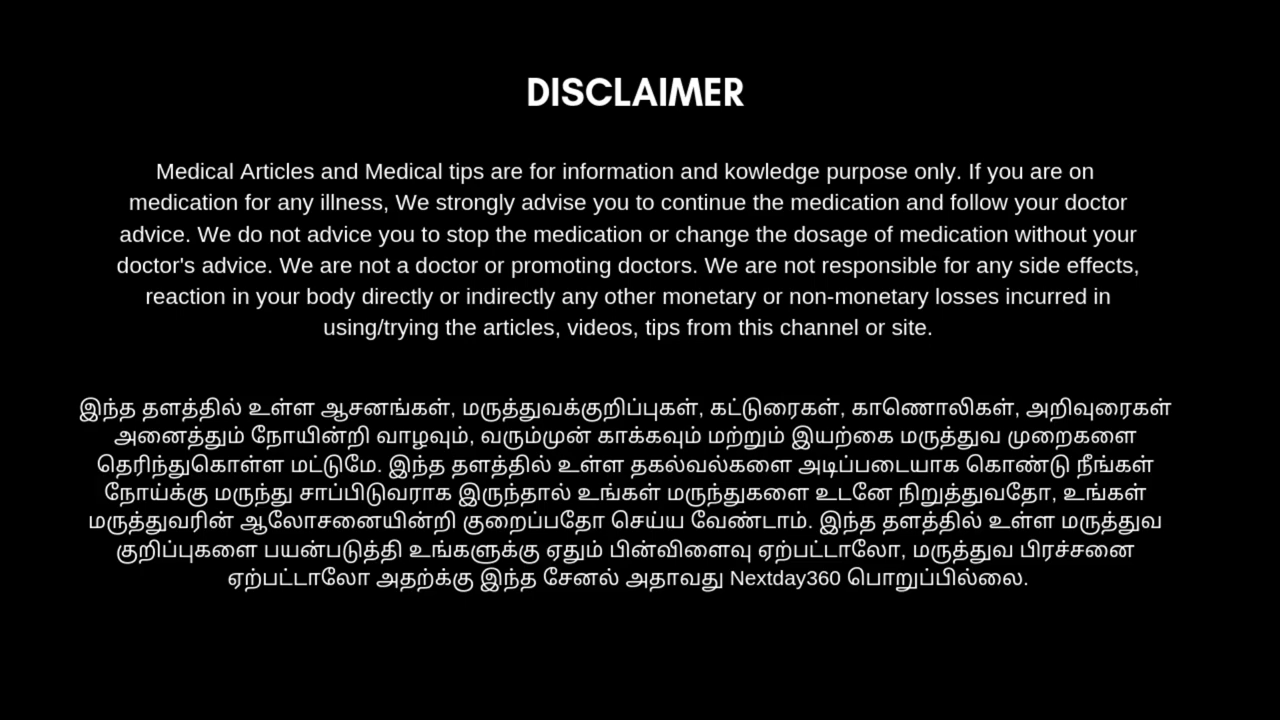 DISCLAIMER
Medical Articles and Medical tips are for information and kowledge purpose only. If you are on
medication for any illness, We strongly advise you to continue the medication and follow your doctor
advice. We do not advice you to stop the medication or change the dosage of medication without your
doctor's advice. We are not a doctor or promoting doctors. We are not responsible for any side effects,
reaction in your body directly or indirectly any other monetary or non-monetary losses incurred in
using/trying the articles, videos, tips from this channel or site.
இந்த தளத்தில் உள்ள ஆசனங்கள், மருத்துவக்குறிப்புகள், கட்டுரைகள், காணொலிகள், அறிவுரைகள்
அனைத்தும் நோயின்றி வாழவும், வரும்முன் காக்கவும் மற்றும் இயற்கை மருத்துவ முறைகளை
தெரிந்துகொள்ள மட்டுமே. இந்த தளத்தில் உள்ள தகல்வல்களை அடிப்படையாக கொண்டு நீங்கள்
நோய்க்கு மருந்து சாப்பிடுவராக இருந்தால் உங்கள் மருந்துகளை உடனே நிறுத்துவதோ, உங்கள்
மருத்துவரின் ஆலோசனையின்றி குறைப்பதோ செய்ய வேண்டாம். இந்த தளத்தில் உள்ள மருத்துவ
குறிப்புகளை பயன்படுத்தி உங்களுக்கு ஏதும் பின்விளைவு ஏற்பட்டாலோ, மருத்துவ பிரச்சனை
ஏற்பட்டாலோ அதற்க்கு இந்த சேனல் அதாவது Nextday360 பொறுப்பில்லை.